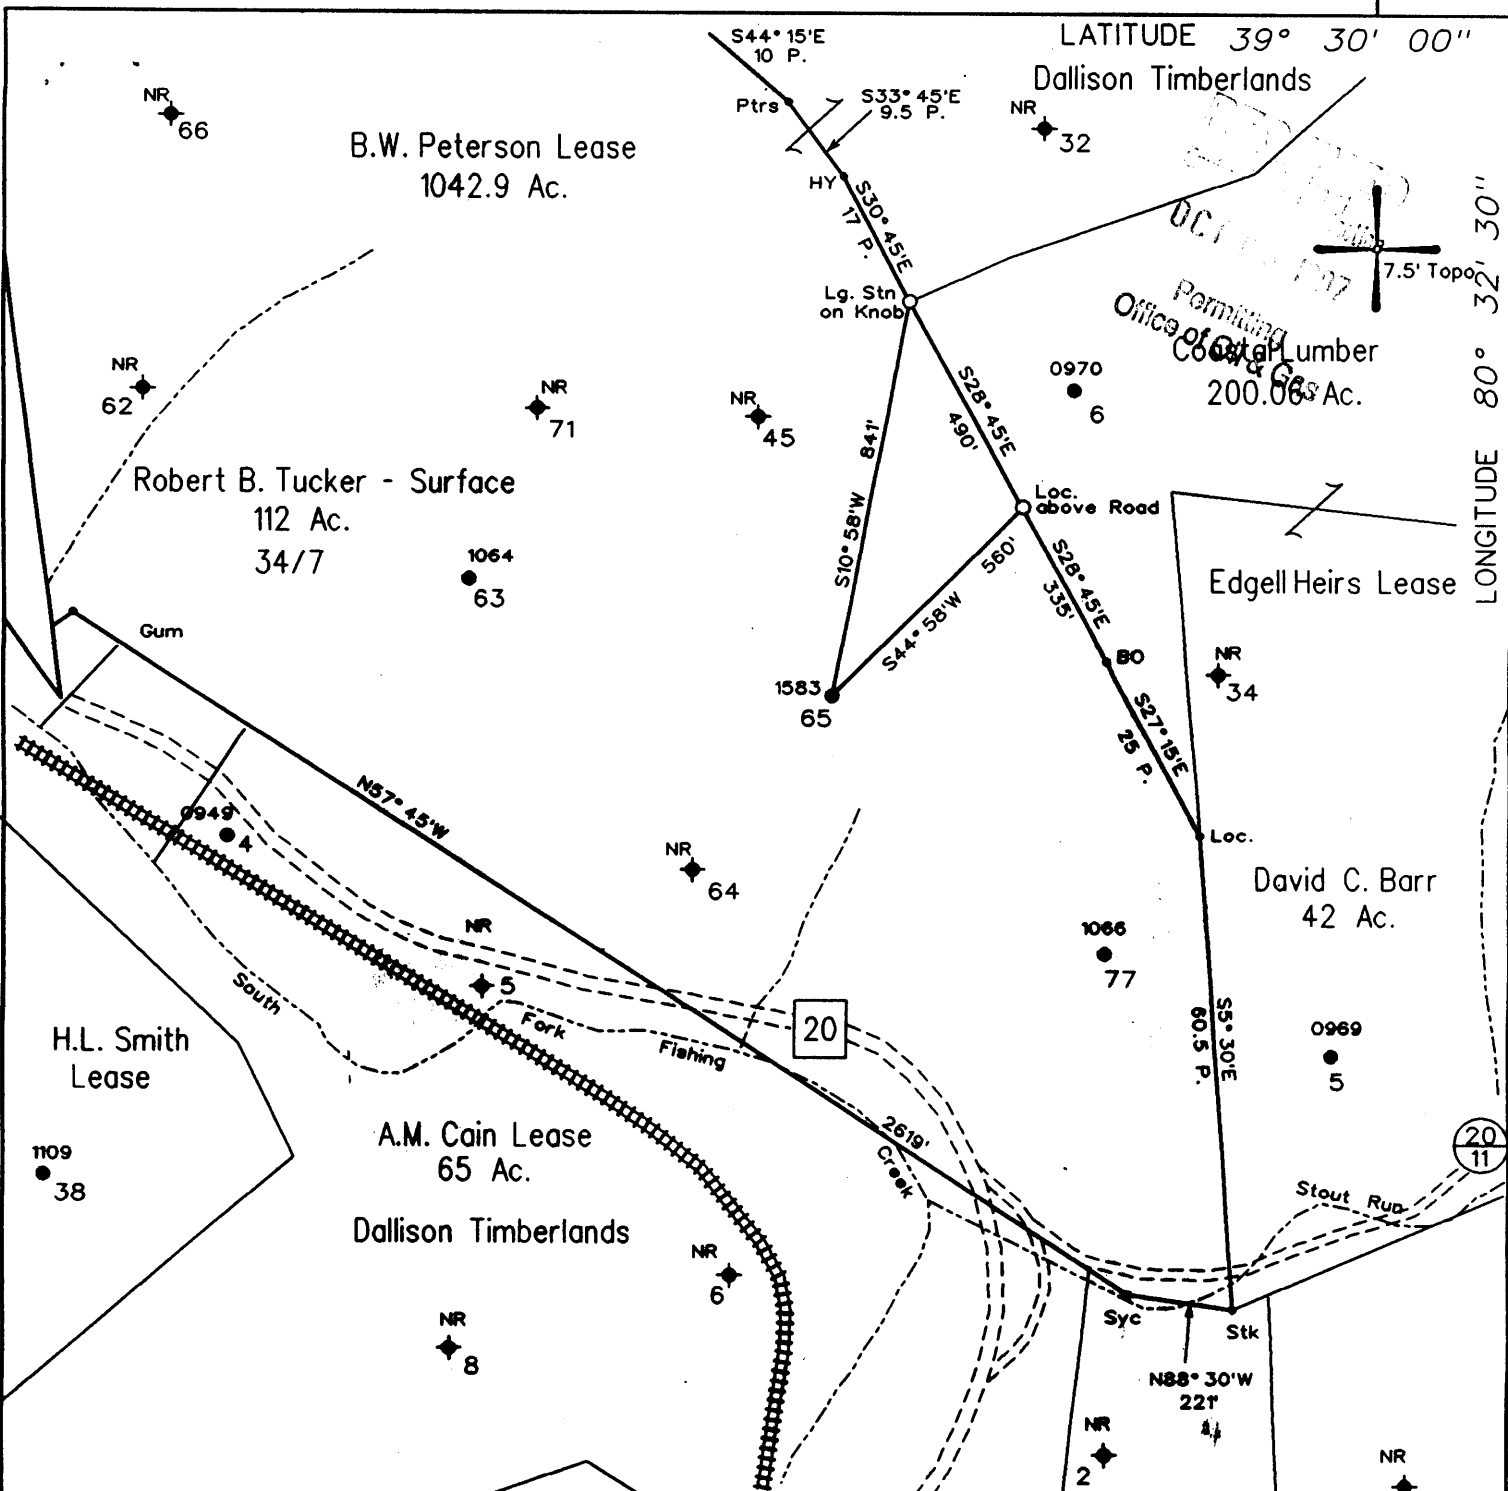 S44° 15'E
10 P.
LATITUDE 39° 30' 00"
Dallison Timberlands
NR
66
Ptrs
S33° 45'E
9.5 P.
NR
32
B.W. Peterson Lease
1042.9 Ac.
HY
S30° 45'E
17 P.
OCT
7.5' Topo
LONGITUDE 80° 32' 30"
Lg. Stn
on Knob
Permitting
Office of Oil & Gas
Coastal Lumber
200.06 Ac.
NR
62
NR
71
NR
45
0970
6
S28° 45'E
490'
S10° 58'W
841'
Robert B. Tucker - Surface
112 Ac.
34/7
Loc.
above Road
1064
63
S44° 58'W
560'
S28° 45'E
335'
Edgell Heirs Lease
Gum
BO
NR
34
1583
65
S27° 15'E
25 P.
N57° 45'W
0949
4
Loc.
NR
64
David C. Barr
42 Ac.
NR
5
1066
77
South
Fork
Fishing
Creek
20
S5° 30'E
60.5 P.
0969
5
H.L. Smith
Lease
2619'
A.M. Cain Lease
65 Ac.
20
11
1109
38
Stout Run
Dallison Timberlands
NR
6
Syc
Stk
NR
8
N88° 30'W
221'
NR
2
NR